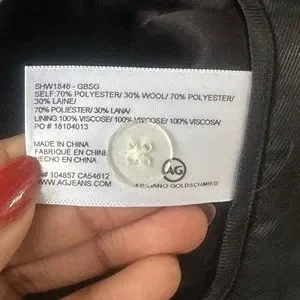 SHW1846 - GBSG
SELF:70% POLYESTER/ 30% WOOL/ 70% POLYESTER/
30% LAINE/
70% POLIESTER/ 30% LANA/
LINING:100% VISCOSE/ 100% VISCOSE/ 100% VISCOSA/
PO # 18104013
MADE IN CHINA
FABRIQUÉ EN CHINE
HECHO EN CHINA
AG
# 104857 CA54612
WWW.AGJEANS.COM GOLDSCHMIED